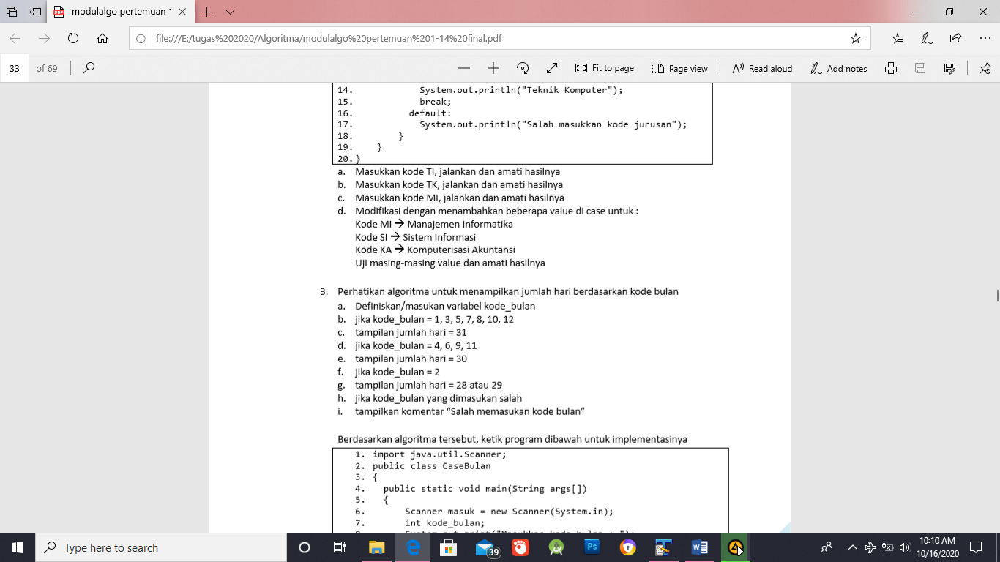 modulalgo pertemuan
file:///E:/tugas%202020/Algoritma/modulalgo%20pertemuan%201-14%20final.pdf
33 of 69 Fit to page Page view Read aloud Add notes
14. System.out.println("Teknik Komputer");
15. break;
16. default:
17. System.out.println("Salah masukkan kode jurusan");
18. }
19. }
20. }
a. Masukkan kode TI, jalankan dan amati hasilnya
b. Masukkan kode TK, jalankan dan amati hasilnya
c. Masukkan kode MI, jalankan dan amati hasilnya
d. Modifikasi dengan menambahkan beberapa value di case untuk :
Kode MI → Manajemen Informatika
Kode SI → Sistem Informasi
Kode KA → Komputerisasi Akuntansi
Uji masing-masing value dan amati hasilnya
3. Perhatikan algoritma untuk menampilkan jumlah hari berdasarkan kode bulan
a. Definiskan/masukan variabel kode_bulan
b. jika kode_bulan = 1, 3, 5, 7, 8, 10, 12
c. tampilan jumlah hari = 31
d. jika kode_bulan = 4, 6, 9, 11
e. tampilan jumlah hari = 30
f. jika kode_bulan = 2
g. tampilan jumlah hari = 28 atau 29
h. jika kode_bulan yang dimasukan salah
i. tampilkan komentar “Salah memasukan kode bulan”
Berdasarkan algoritma tersebut, ketik program dibawah untuk implementasinya
1. import java.util.Scanner;
2. public class CaseBulan
3. {
4. public static void main(String args[])
5. {
6. Scanner masuk = new Scanner(System.in);
7. int kode_bulan;
Type here to search
Ps
39
10:10 AM
10/16/2020